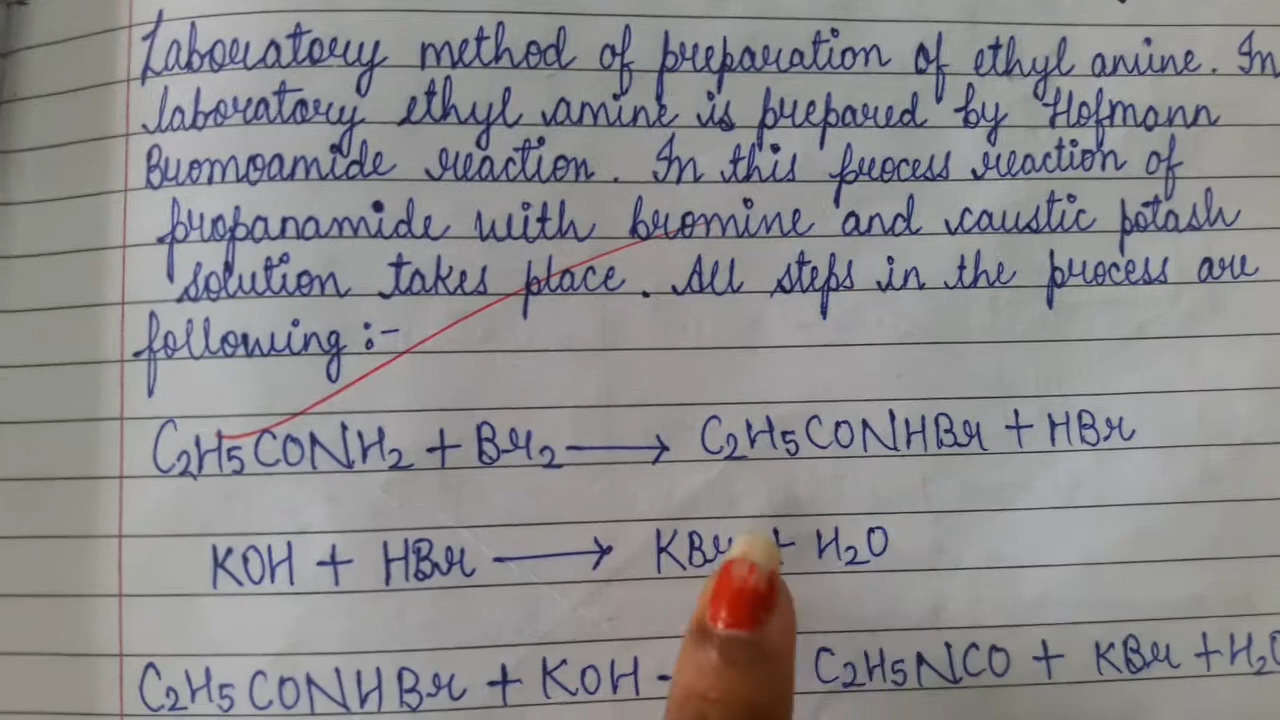 Laboratory method of preparation of ethyl amine. In
laboratory ethyl amine is prepared by Hofmann
Bromoamide reaction. In this process reaction of
propanamide with bromine and caustic potash
solution takes place. All steps in the process are
following :-
C2H5CONH2 + Br2 ⟶ C2H5CONHBr + HBr
KOH + HBr ⟶ KBr + H2O
C2H5CONHBr + KOH - C2H5NCO + KBr + H2O